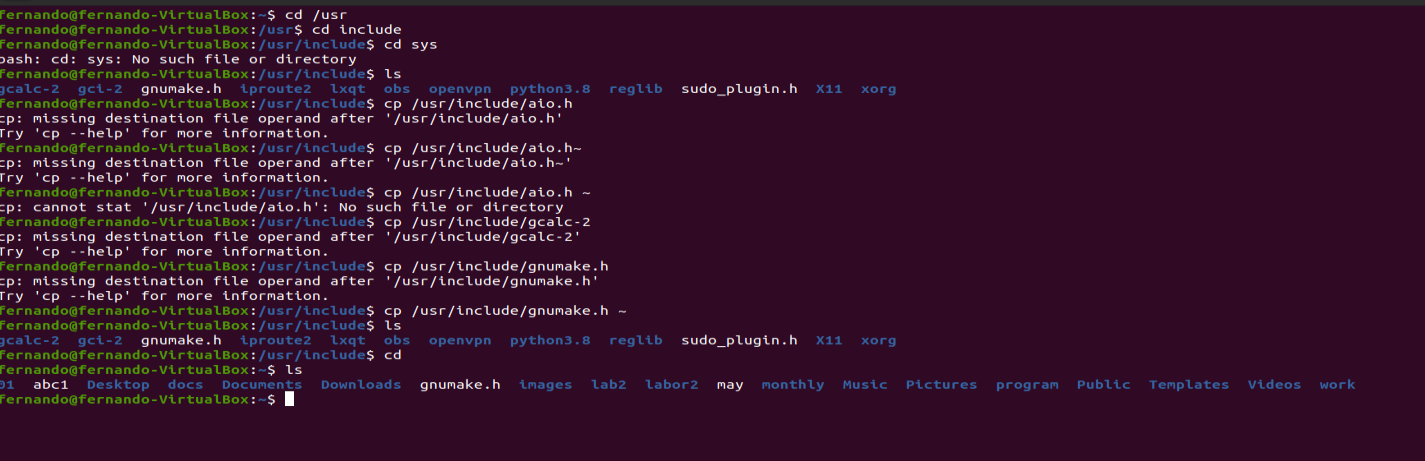 fernando@fernando-VirtualBox:~$ cd /usr
fernando@fernando-VirtualBox:/usr$ cd include
fernando@fernando-VirtualBox:/usr/include$ cd sys
bash: cd: sys: No such file or directory
fernando@fernando-VirtualBox:/usr/include$ ls
gcalc-2 gci-2 gnumake.h iproute2 lxqt obs openvpn python3.8 reglib sudo_plugin.h X11 xorg
fernando@fernando-VirtualBox:/usr/include$ cp /usr/include/aio.h
cp: missing destination file operand after '/usr/include/aio.h'
Try 'cp --help' for more information.
fernando@fernando-VirtualBox:/usr/include$ cp /usr/include/aio.h~
cp: missing destination file operand after '/usr/include/aio.h~'
Try 'cp --help' for more information.
fernando@fernando-VirtualBox:/usr/include$ cp /usr/include/aio.h ~
cp: cannot stat '/usr/include/aio.h': No such file or directory
fernando@fernando-VirtualBox:/usr/include$ cp /usr/include/gcalc-2
cp: missing destination file operand after '/usr/include/gcalc-2'
Try 'cp --help' for more information.
fernando@fernando-VirtualBox:/usr/include$ cp /usr/include/gnumake.h
cp: missing destination file operand after '/usr/include/gnumake.h'
Try 'cp --help' for more information.
fernando@fernando-VirtualBox:/usr/include$ cp /usr/include/gnumake.h ~
fernando@fernando-VirtualBox:/usr/include$ ls
gcalc-2 gci-2 gnumake.h iproute2 lxqt obs openvpn python3.8 reglib sudo_plugin.h X11 xorg
fernando@fernando-VirtualBox:/usr/include$ cd
fernando@fernando-VirtualBox:~$ ls
01 abc1 Desktop docs Documents Downloads gnumake.h images lab2 labor2 may monthly Music Pictures program Public Templates Videos work
fernando@fernando-VirtualBox:~$